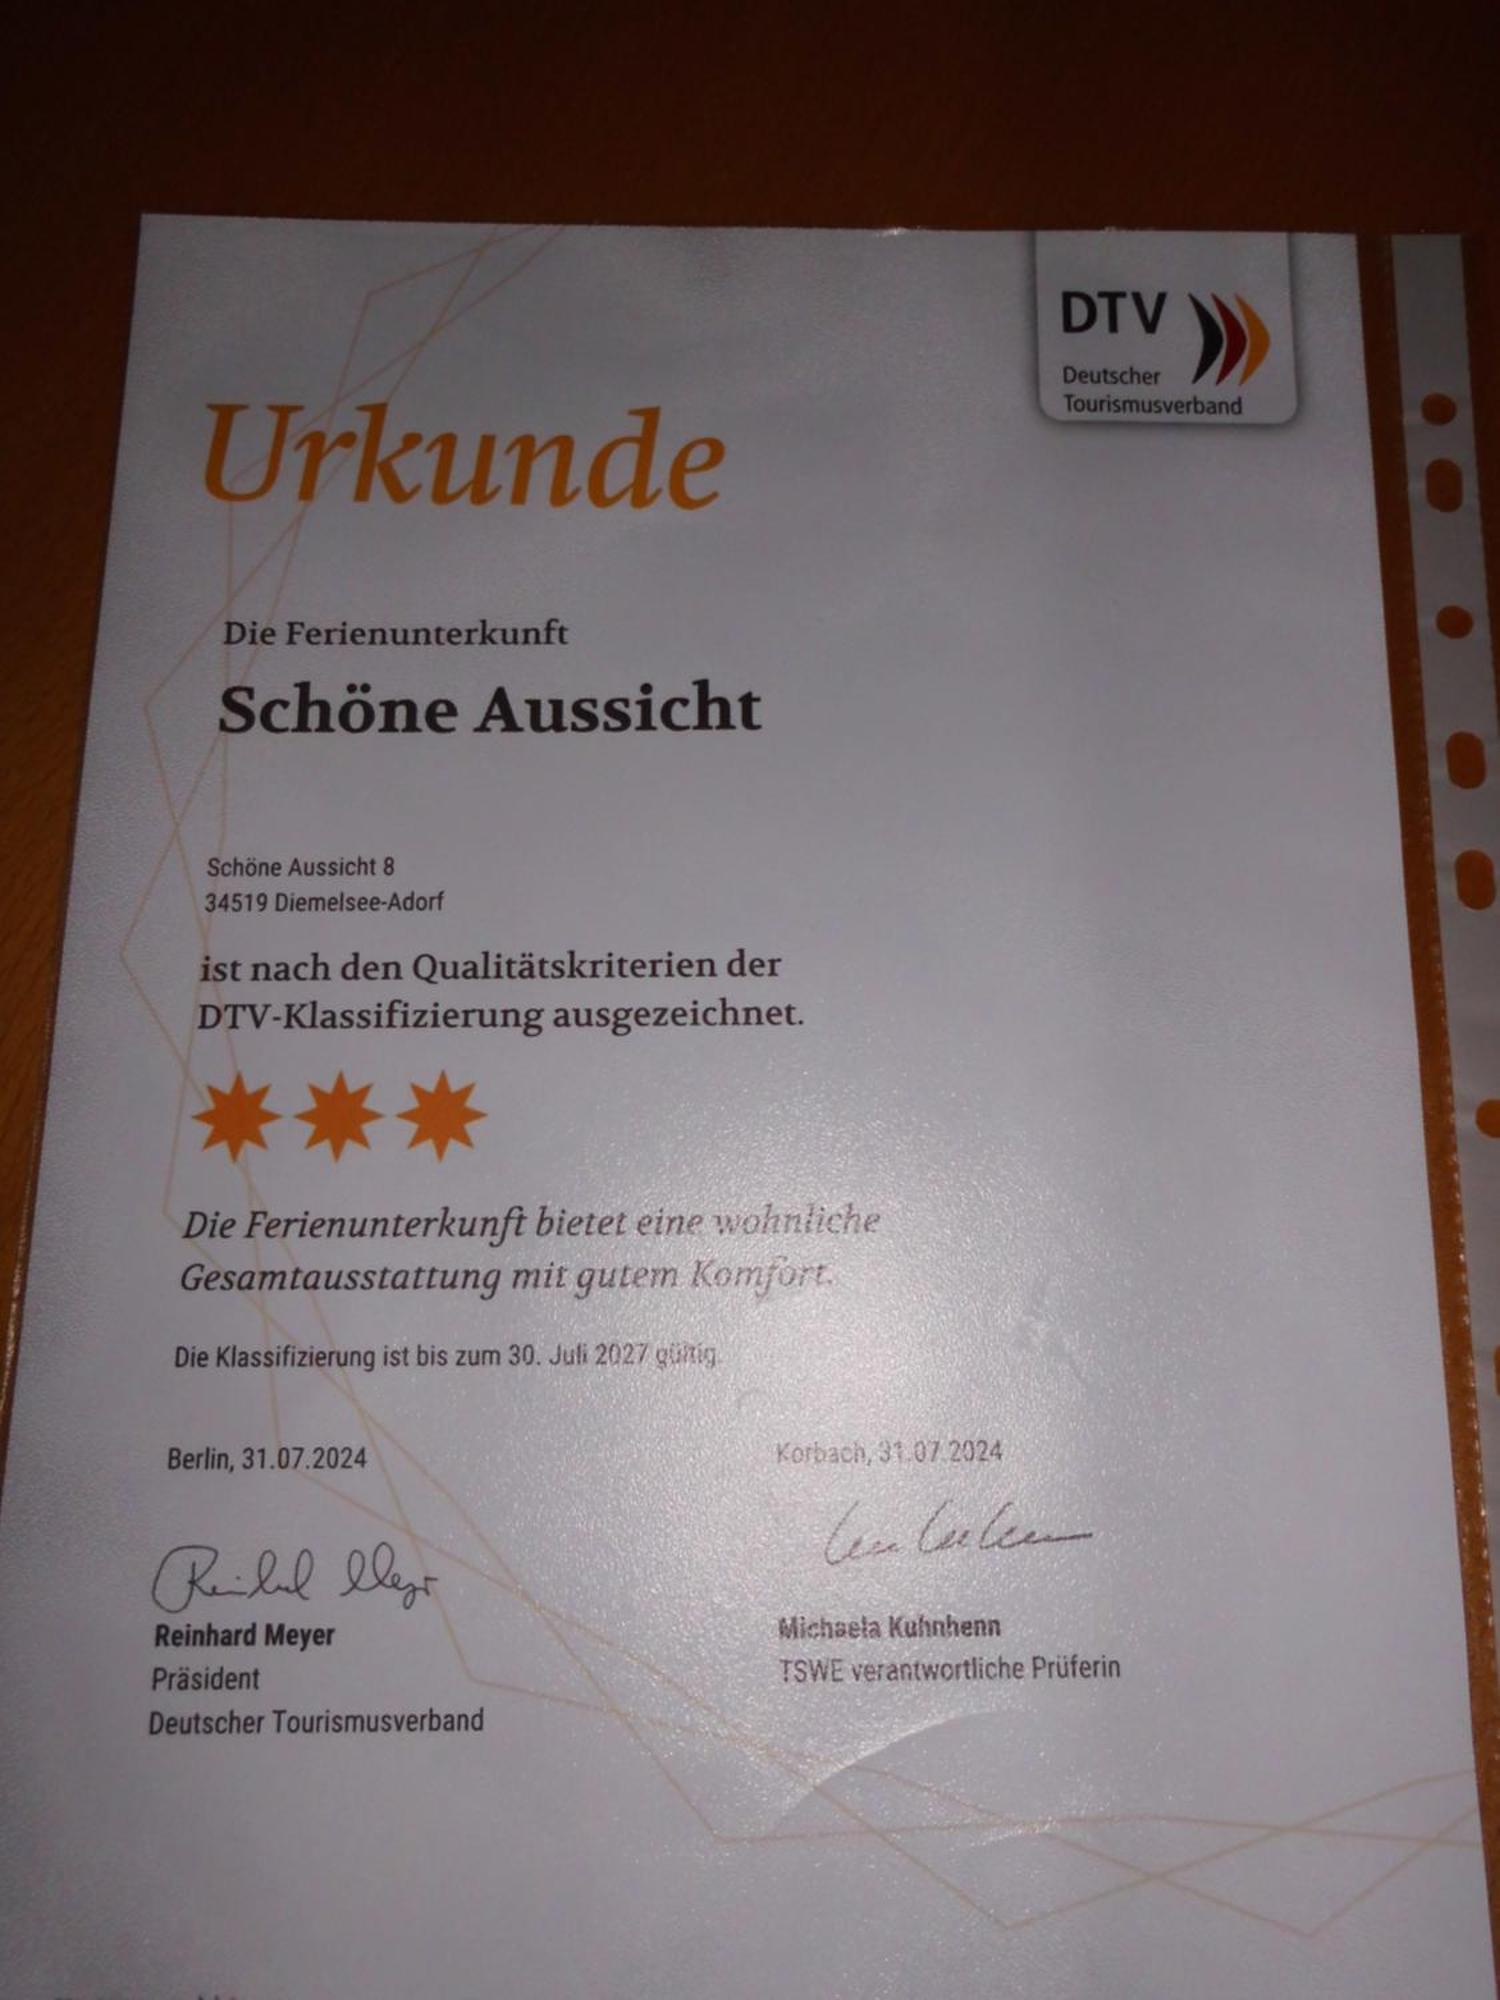 DTV
Deutscher
Tourismusverband
Urkunde
Die Ferienunterkunft
Schöne Aussicht
Schöne Aussicht 8
34519 Diemelsee-Adorf
ist nach den Qualitätskriterien der
DTV-Klassifizierung ausgezeichnet.
Die Ferienunterkunft bietet eine wohnliche
Gesamtausstattung mit gutem Komfort.
Die Klassifizierung ist bis zum 30. Juli 2027 gültig.
Berlin, 31.07.2024
Korbach, 31.07.2024
Reinhard Meyer
Reinhard Meyer
Präsident
Deutscher Tourismusverband
Michaela Kuhnhenn
TSWE verantwortliche Prüferin